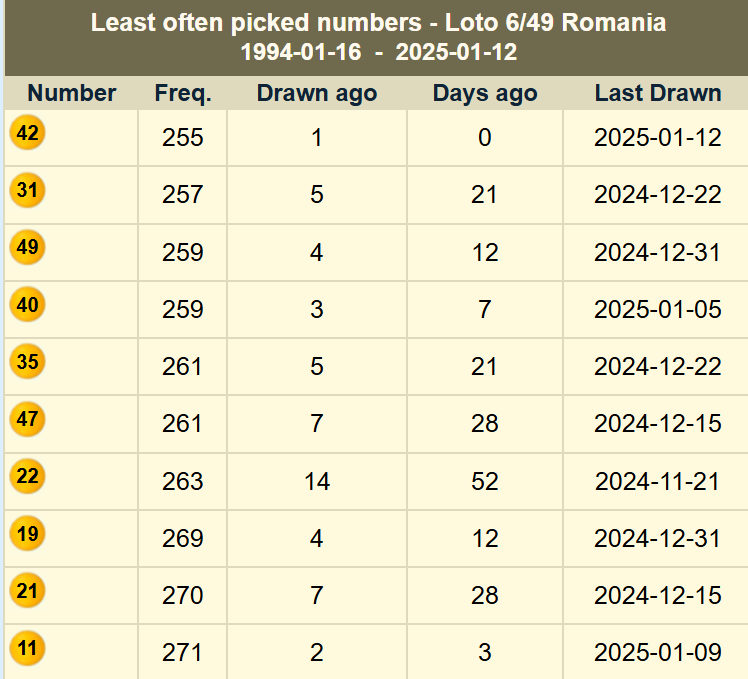 Least often picked numbers - Loto 6/49 Romania
1994-01-16 - 2025-01-12
Number Freq. Drawn ago Days ago Last Drawn
42 255 1 0 2025-01-12
31 257 5 21 2024-12-22
49 259 4 12 2024-12-31
40 259 3 7 2025-01-05
35 261 5 21 2024-12-22
47 261 7 28 2024-12-15
22 263 14 52 2024-11-21
19 269 4 12 2024-12-31
21 270 7 28 2024-12-15
11 271 2 3 2025-01-09